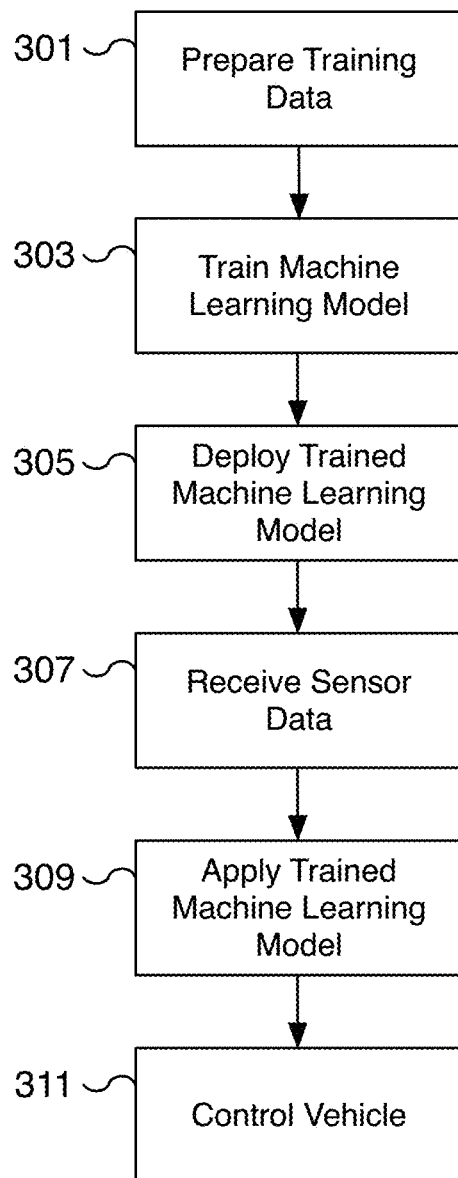 301
Prepare Training
Data
303
Train Machine
Learning Model
305
Deploy Trained
Machine Learning
Model
307
Receive Sensor
Data
309
Apply Trained
Machine Learning
Model
311
Control Vehicle